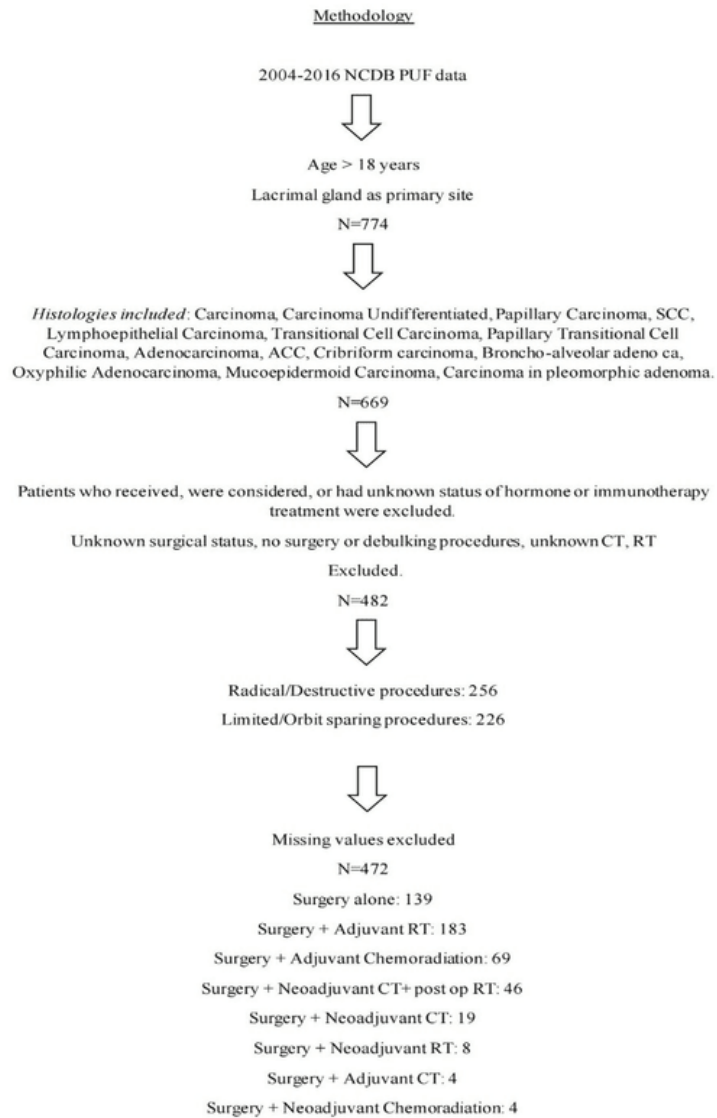 Methodology
2004-2016 NCDB PUF data
Age > 18 years
Lacrimal gland as primary site
N=774
Histologies included: Carcinoma, Carcinoma Undifferentiated, Papillary Carcinoma, SCC,
Lymphoepithelial Carcinoma, Transitional Cell Carcinoma, Papillary Transitional Cell
Carcinoma, Adenocarcinoma, ACC, Cribriform carcinoma, Broncho-alveolar adeno ca,
Oxyphilic Adenocarcinoma, Mucoepidermoid Carcinoma, Carcinoma in pleomorphic adenoma.
N=669
Patients who received, were considered, or had unknown status of hormone or immunotherapy
treatment were excluded.
Unknown surgical status, no surgery or debulking procedures, unknown CT, RT
Excluded.
N=482
Radical/Destructive procedures: 256
Limited/Orbit sparing procedures: 226
Missing values excluded
N=472
Surgery alone: 139
Surgery + Adjuvant RT: 183
Surgery + Adjuvant Chemoradiation: 69
Surgery + Neoadjuvant CT+ post op RT: 46
Surgery + Neoadjuvant CT: 19
Surgery + Neoadjuvant RT: 8
Surgery + Adjuvant CT: 4
Surgery + Neoadjuvant Chemoradiation: 4